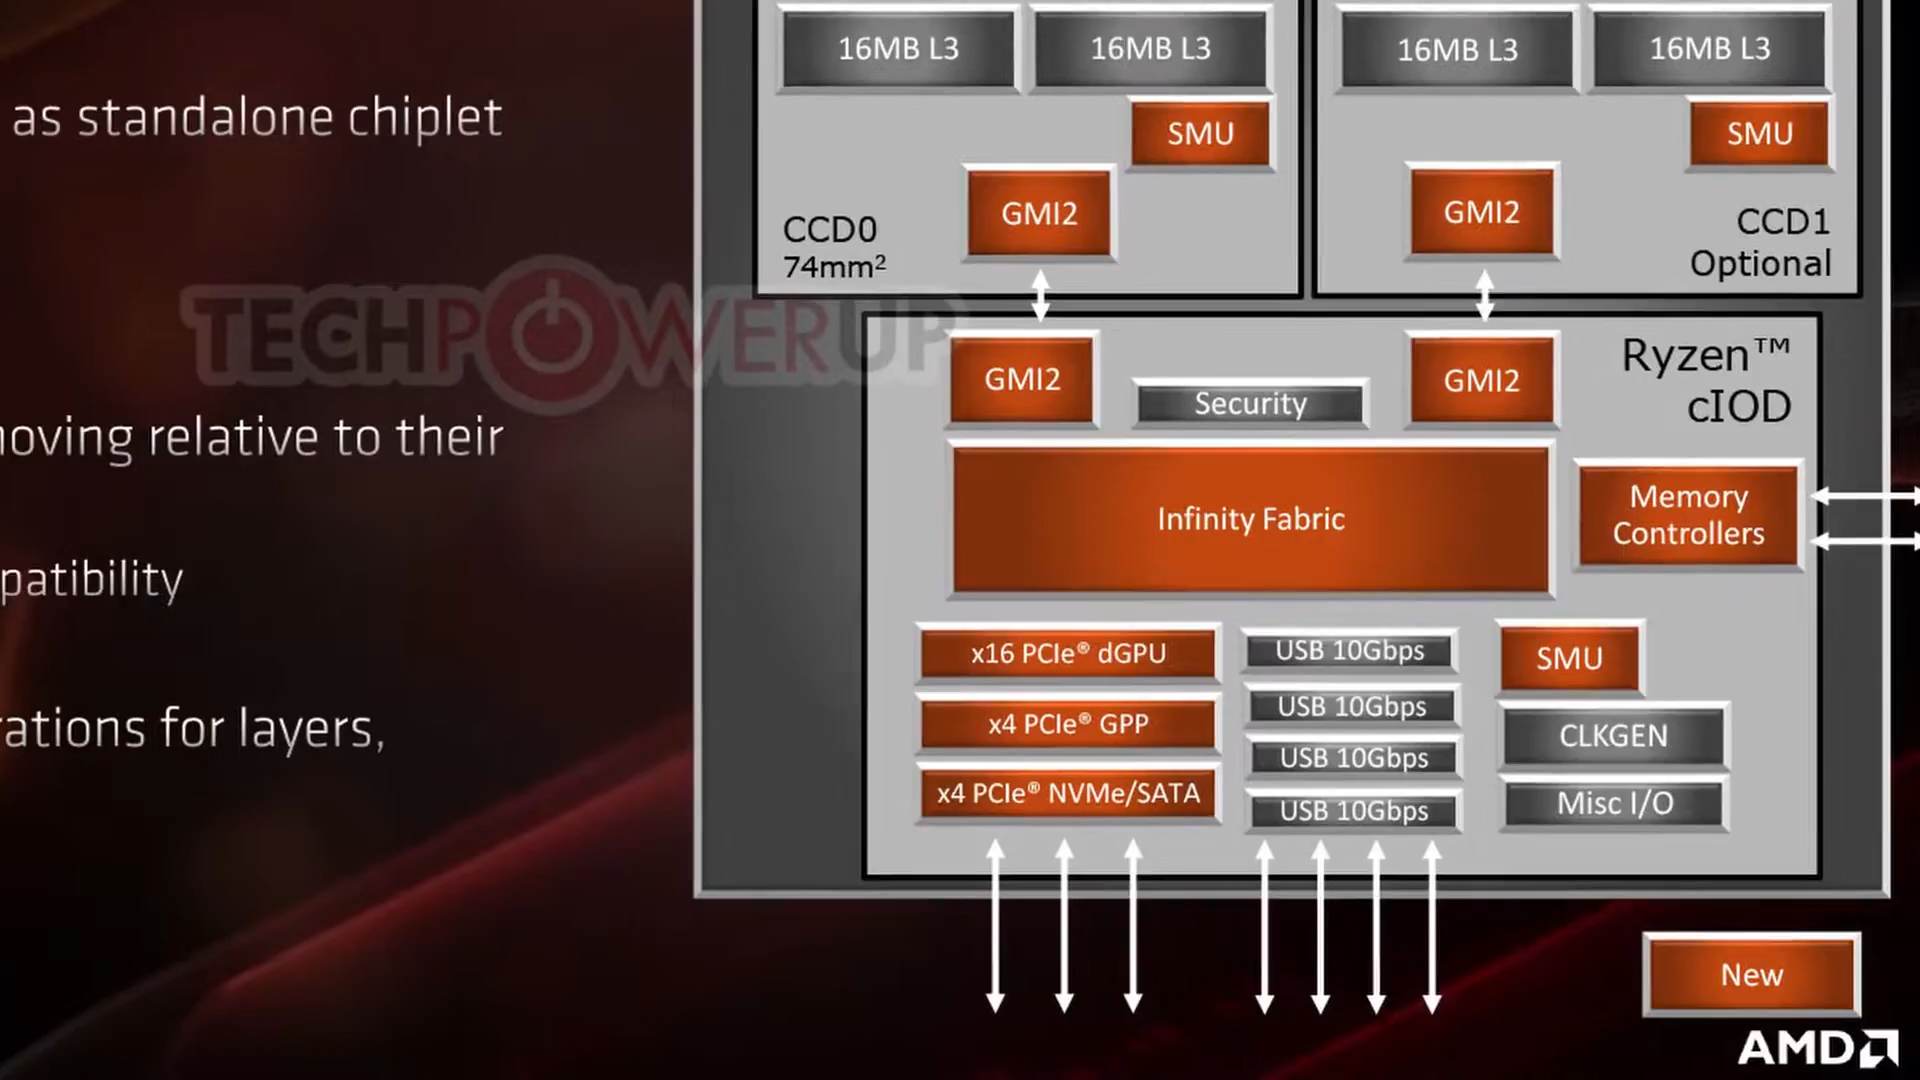 as standalone chiplet
relative to their
rations for layers,
16MB L3
16MB L3
SMU
GMI2
CCD0
74mm²
16MB L3
16MB L3
SMU
GMI2
CCD1
Optional
TECHPOWERUP
GMI2
Security
GMI2
Ryzen™
cIOD
Infinity Fabric
Memory
Controllers
x16 PCIe® dGPU
x4 PCIe® GPP
x4 PCIe® NVMe/SATA
USB 10Gbps
USB 10Gbps
USB 10Gbps
USB 10Gbps
SMU
CLKGEN
Misc I/O
New
AMD